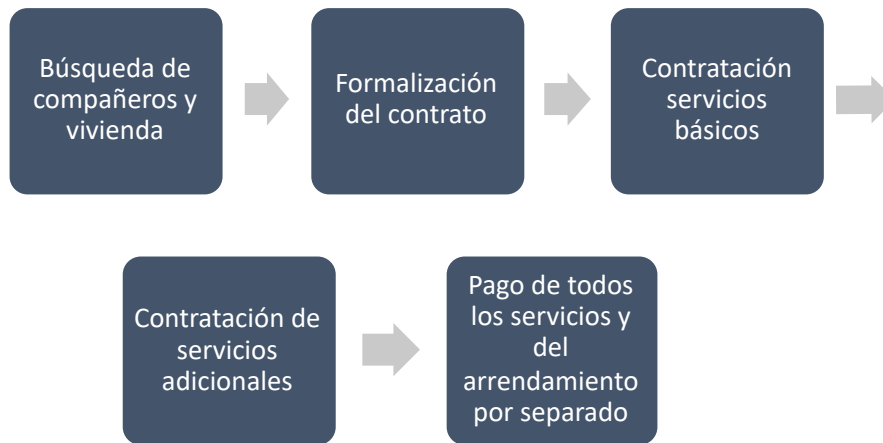 Búsqueda de
compañeros y
vivienda
Formalización
del contrato
Contratación
servicios
básicos
Contratación de
servicios
adicionales
Pago de todos
los servicios y
del
arrendamiento
por separado